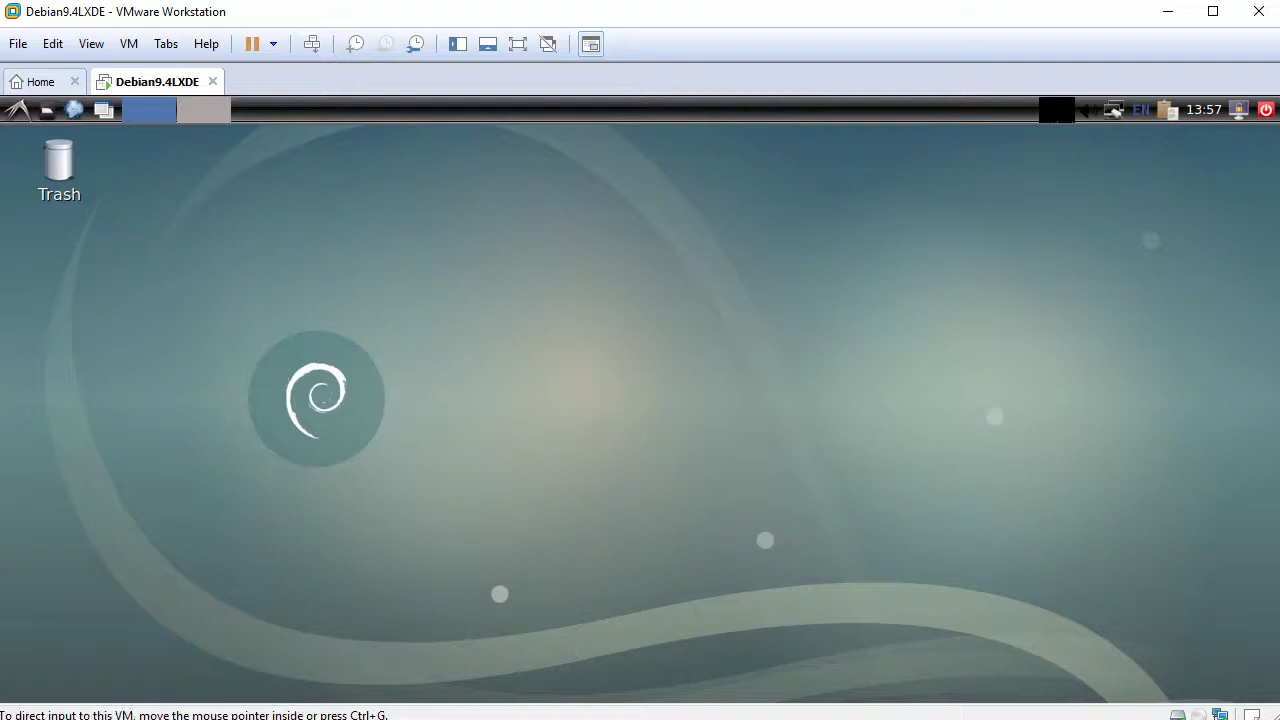 Debian9.4LXDE - VMware Workstation
File Edit View VM Tabs Help
Home Debian9.4LXDE
EN 13:57
Trash
To direct input to this VM, move the mouse pointer inside or press Ctrl+G.